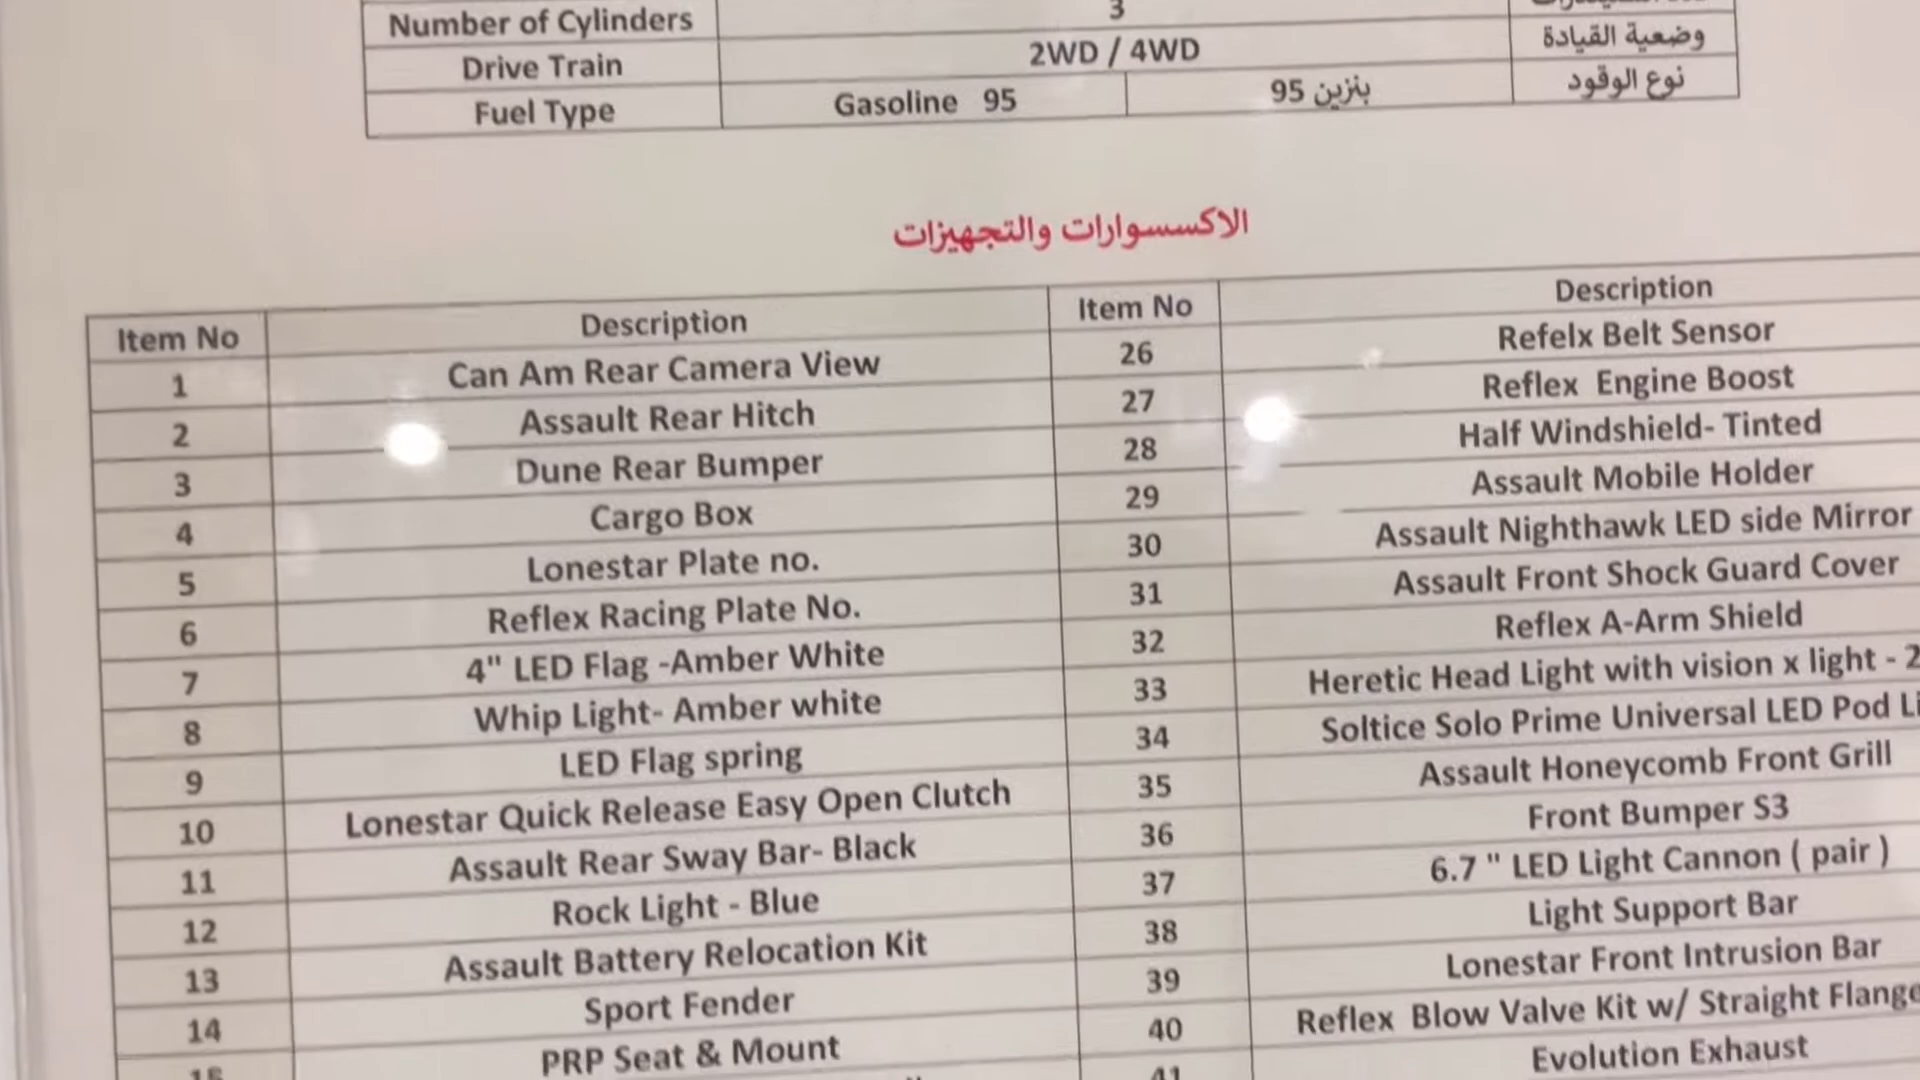 Number of Cylinders 3
Drive Train 2WD / 4WD وضعية القيادة
Fuel Type Gasoline 95 بنزين 95 نوع الوقود
الاكسسوارات والتجهيزات
Item No Description Item No Description
1 Can Am Rear Camera View 26 Refelx Belt Sensor
2 Assault Rear Hitch 27 Reflex Engine Boost
3 Dune Rear Bumper 28 Half Windshield- Tinted
4 Cargo Box 29 Assault Mobile Holder
5 Lonestar Plate no. 30 Assault Nighthawk LED side Mirror
6 Reflex Racing Plate No. 31 Assault Front Shock Guard Cover
7 4" LED Flag -Amber White 32 Reflex A-Arm Shield
8 Whip Light- Amber white 33 Heretic Head Light with vision x light - 2
9 LED Flag spring 34 Soltice Solo Prime Universal LED Pod Li
10 Lonestar Quick Release Easy Open Clutch 35 Assault Honeycomb Front Grill
11 Assault Rear Sway Bar- Black 36 Front Bumper S3
12 Rock Light - Blue 37 6.7 " LED Light Cannon ( pair )
13 Assault Battery Relocation Kit 38 Light Support Bar
14 Sport Fender 39 Lonestar Front Intrusion Bar
15 PRP Seat & Mount 40 Reflex Blow Valve Kit w/ Straight Flange
41 Evolution Exhaust